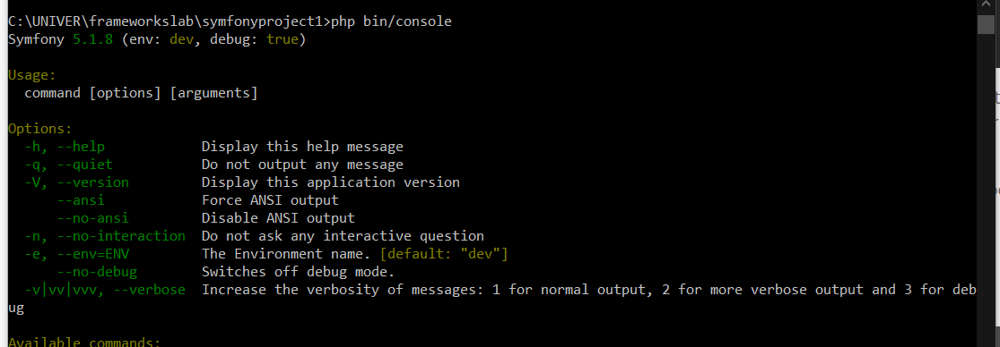 C:\UNIVER\frameworkslab\symfonyproject1>php bin/console
Symfony 5.1.8 (env: dev, debug: true)
Usage:
  command [options] [arguments]
Options:
  -h, --help            Display this help message
  -q, --quiet           Do not output any message
  -V, --version         Display this application version
      --ansi            Force ANSI output
      --no-ansi         Disable ANSI output
  -n, --no-interaction  Do not ask any interactive question
  -e, --env=ENV         The Environment name. [default: "dev"]
      --no-debug        Switches off debug mode.
  -v|vv|vvv, --verbose  Increase the verbosity of messages: 1 for normal output, 2 for more verbose output and 3 for deb
ug
Available commands: